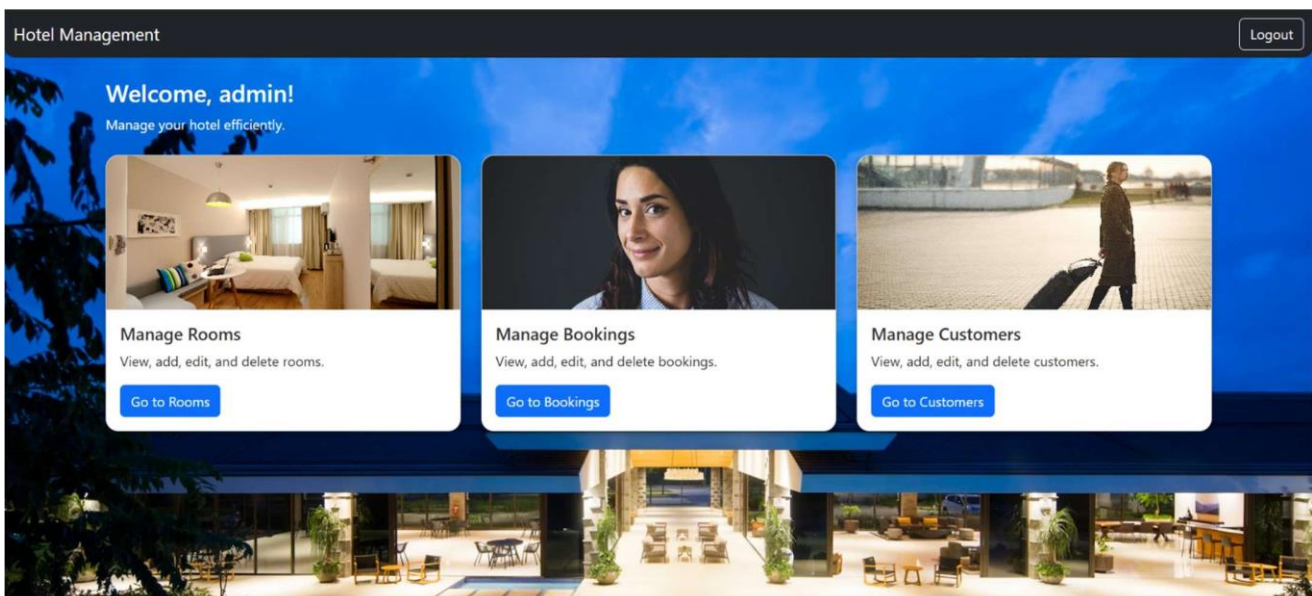 Hotel Management
Logout
Welcome, admin!
Manage your hotel efficiently.
Manage Rooms
View, add, edit, and delete rooms.
Go to Rooms
Manage Bookings
View, add, edit, and delete bookings.
Go to Bookings
Manage Customers
View, add, edit, and delete customers.
Go to Customers